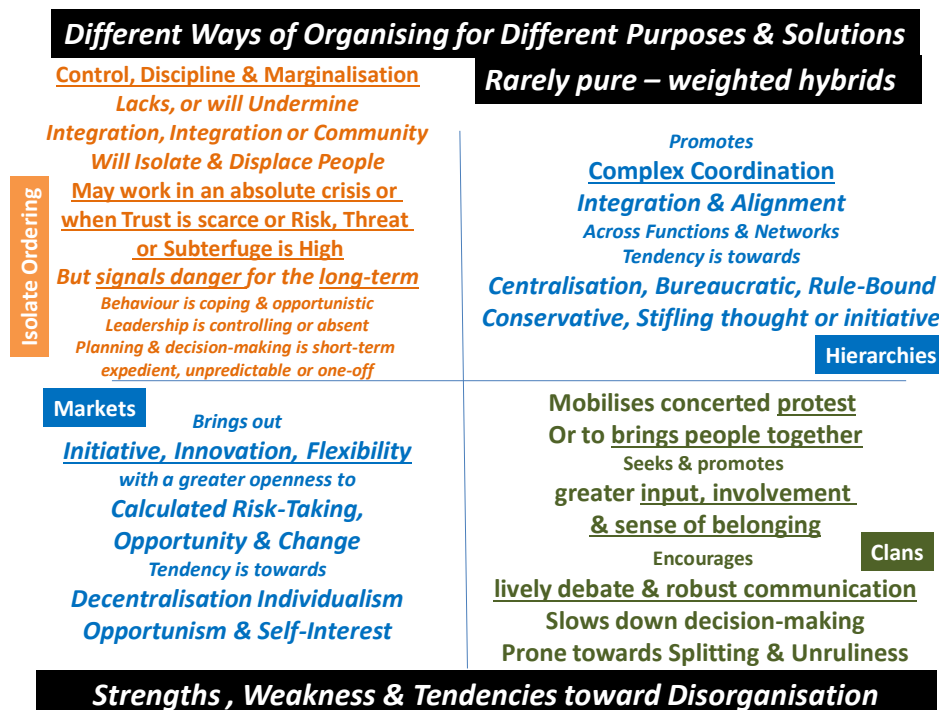 Different Ways of Organising for Different Purposes & Solutions
Rarely pure – weighted hybrids
Control, Discipline & Marginalisation
Lacks, or will Undermine
Integration, Integration or Community
Will Isolate & Displace People
May work in an absolute crisis or
when Trust is scarce or Risk, Threat
or Subterfuge is High
But signals danger for the long-term
Behaviour is coping & opportunistic
Leadership is controlling or absent
Planning & decision-making is short-term
expedient, unpredictable or one-off
Isolate Ordering
Promotes
Complex Coordination
Integration & Alignment
Across Functions & Networks
Tendency is towards
Centralisation, Bureaucratic, Rule-Bound
Conservative, Stifling thought or initiative
Hierarchies
Markets
Brings out
Initiative, Innovation, Flexibility
with a greater openness to
Calculated Risk-Taking,
Opportunity & Change
Tendency is towards
Decentralisation Individualism
Opportunism & Self-Interest
Mobilises concerted protest
Or to brings people together
Seeks & promotes
greater input, involvement
& sense of belonging
Encourages
Clans
lively debate & robust communication
Slows down decision-making
Prone towards Splitting & Unruliness
Strengths , Weakness & Tendencies toward Disorganisation